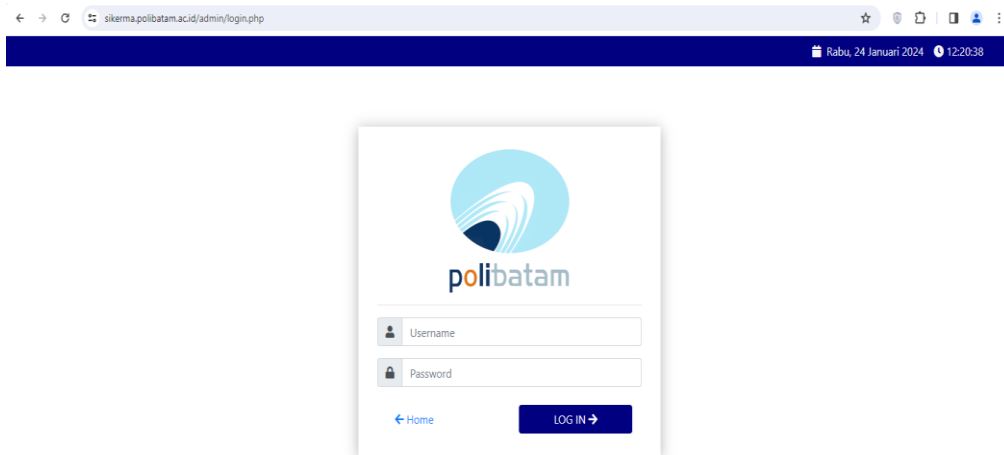 sikerma.polibatam.ac.id/admin/login.php
Rabu, 24 Januari 2024 12:20:38
polibatam
Username
Password
Home
LOG IN